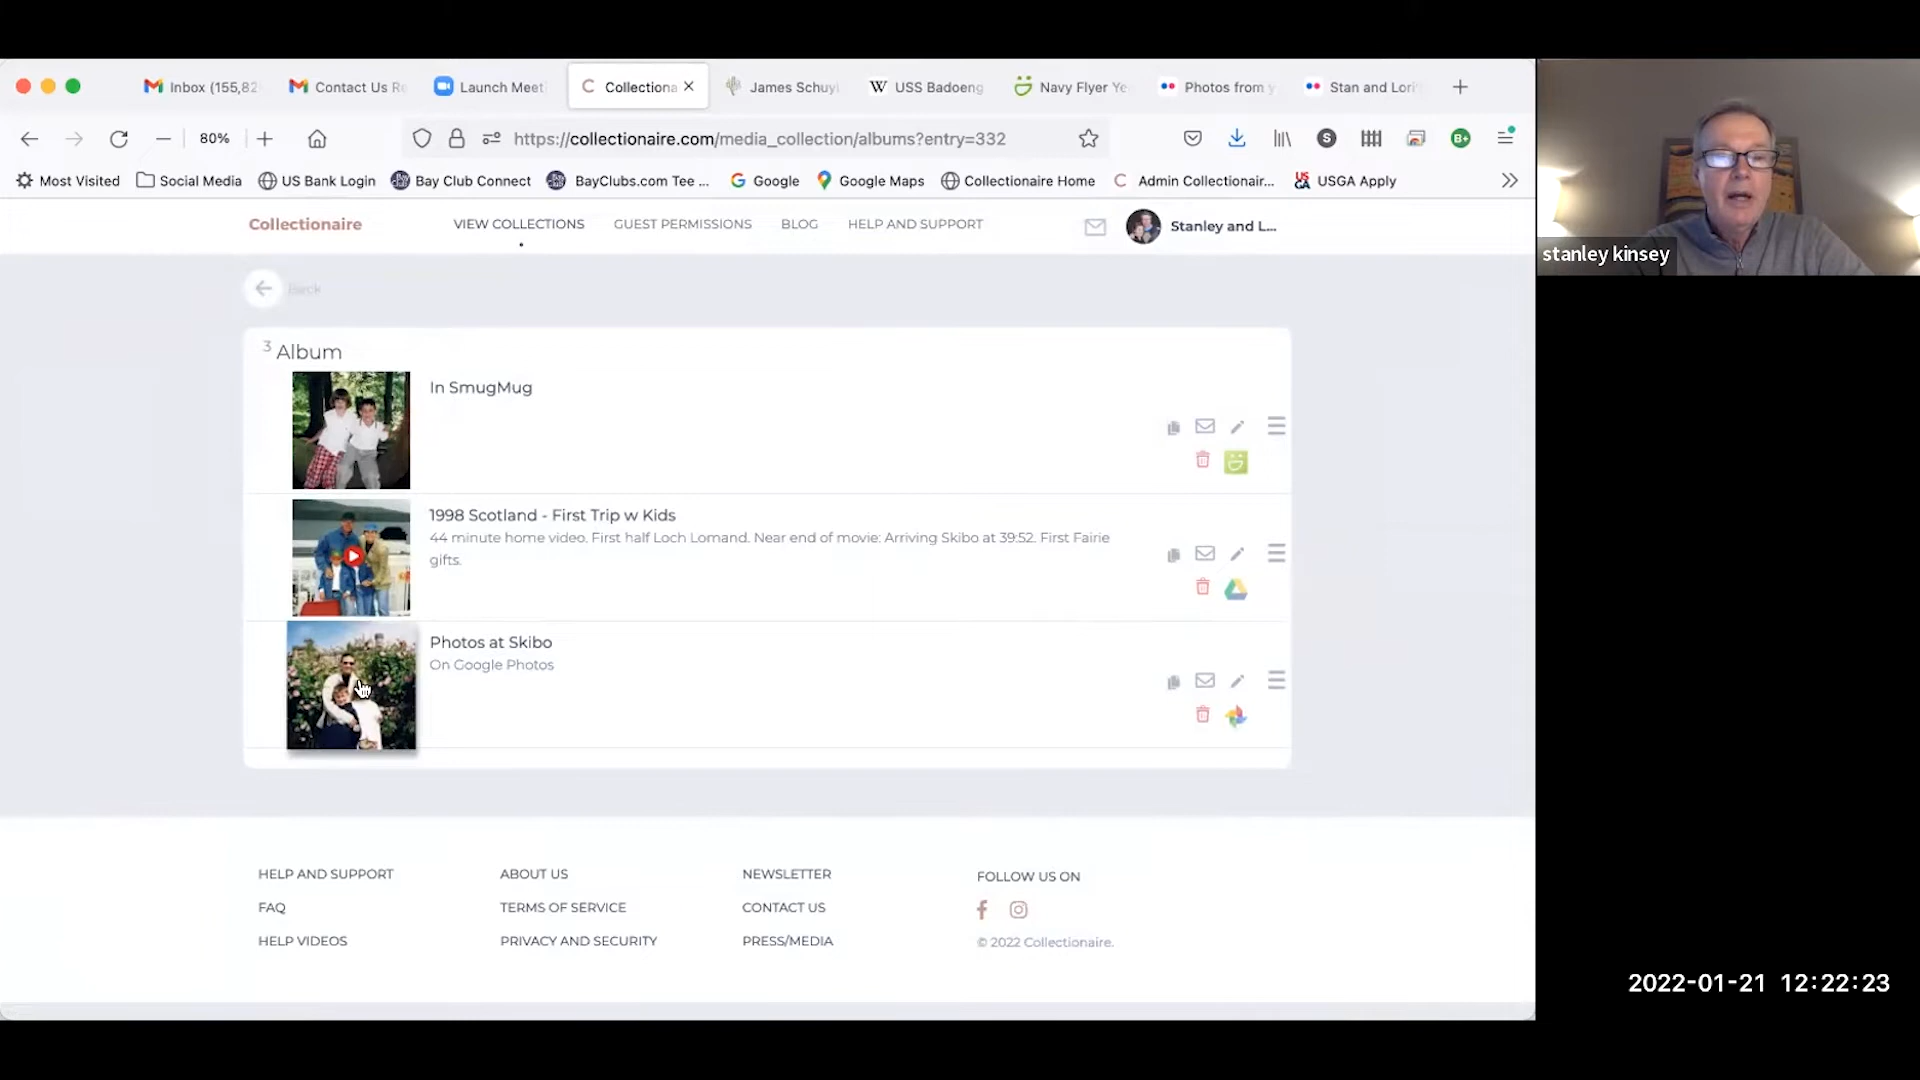 Inbox (155,82
Contact Us Re
Launch Meeti
Collectiona
James Schuyl
USS Badoeng
Navy Flyer Ye
Photos from y
Stan and Lori'
80%
https://collectionaire.com/media_collection/albums?entry=332
Most Visited
Social Media
US Bank Login
Bay Club Connect
BayClubs.com Tee ...
Google
Google Maps
Collectionaire Home
Admin Collectionair...
USGA Apply
Collectionaire
VIEW COLLECTIONS
GUEST PERMISSIONS
BLOG
HELP AND SUPPORT
Stanley and L...
stanley kinsey
Back
3 Album
In SmugMug
1998 Scotland - First Trip w Kids
44 minute home video. First half Loch Lomand. Near end of movie: Arriving Skibo at 39:52. First Fairie
gifts.
Photos at Skibo
On Google Photos
HELP AND SUPPORT
ABOUT US
NEWSLETTER
FOLLOW US ON
FAQ
TERMS OF SERVICE
CONTACT US
HELP VIDEOS
PRIVACY AND SECURITY
PRESS/MEDIA
© 2022 Collectionaire.
2022-01-21 12:22:23